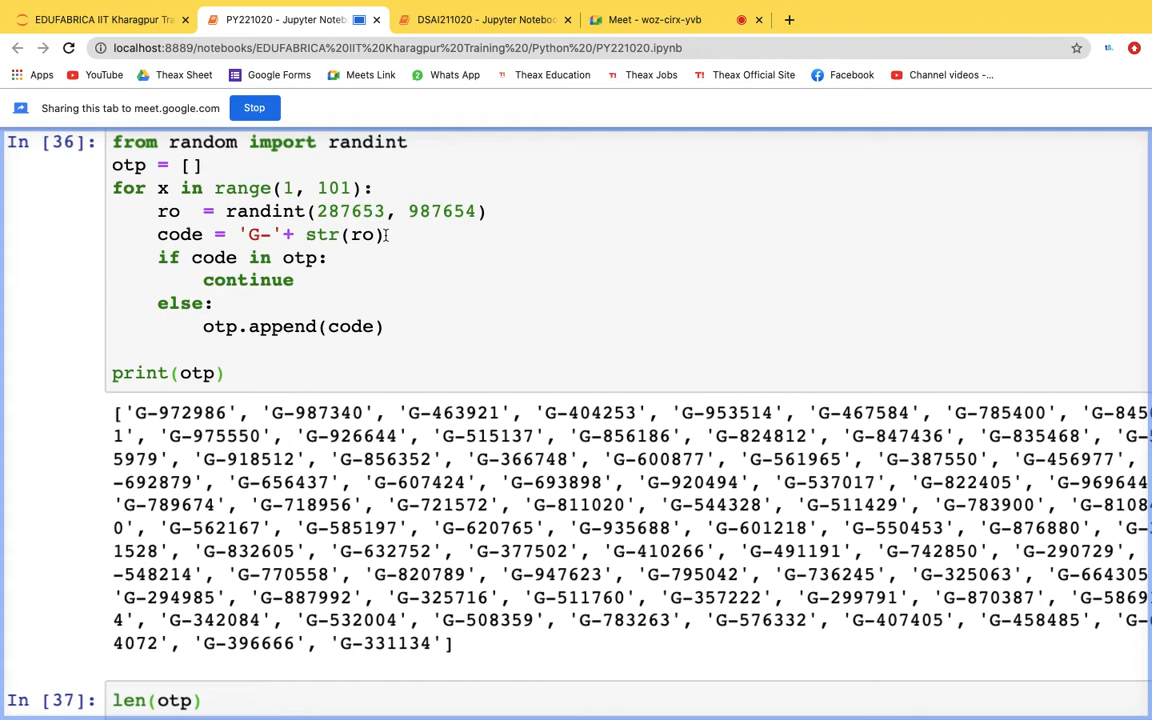 EDUFABRICA IIT Kharagpur Tra
PY221020 - Jupyter Noteb
DSAI211020 - Jupyter Noteboo
Meet - woz-cirx-yvb
localhost:8889/notebooks/EDUFABRICA%20IIT%20Kharagpur%20Training%20/Python%20/PY221020.ipynb
Apps YouTube Theax Sheet Google Forms Meets Link Whats App Theax Education Theax Jobs Theax Official Site Facebook Channel videos -...
Sharing this tab to meet.google.com Stop
In [36]: from random import randint
otp = []
for x in range(1, 101):
ro = randint(287653, 987654)
code = 'G-'+ str(ro)
if code in otp:
continue
else:
otp.append(code)
print(otp)
['G-972986', 'G-987340', 'G-463921', 'G-404253', 'G-953514', 'G-467584', 'G-785400', 'G-845
1', 'G-975550', 'G-926644', 'G-515137', 'G-856186', 'G-824812', 'G-847436', 'G-835468', 'G-
5979', 'G-918512', 'G-856352', 'G-366748', 'G-600877', 'G-561965', 'G-387550', 'G-456977',
-692879', 'G-656437', 'G-607424', 'G-693898', 'G-920494', 'G-537017', 'G-822405', 'G-969644
'G-789674', 'G-718956', 'G-721572', 'G-811020', 'G-544328', 'G-511429', 'G-783900', 'G-8108
0', 'G-562167', 'G-585197', 'G-620765', 'G-935688', 'G-601218', 'G-550453', 'G-876880', 'G-
1528', 'G-832605', 'G-632752', 'G-377502', 'G-410266', 'G-491191', 'G-742850', 'G-290729',
-548214', 'G-770558', 'G-820789', 'G-947623', 'G-795042', 'G-736245', 'G-325063', 'G-664305
'G-294985', 'G-887992', 'G-325716', 'G-511760', 'G-357222', 'G-299791', 'G-870387', 'G-5869
4', 'G-342084', 'G-532004', 'G-508359', 'G-783263', 'G-576332', 'G-407405', 'G-458485', 'G-
4072', 'G-396666', 'G-331134']
In [37]: len(otp)